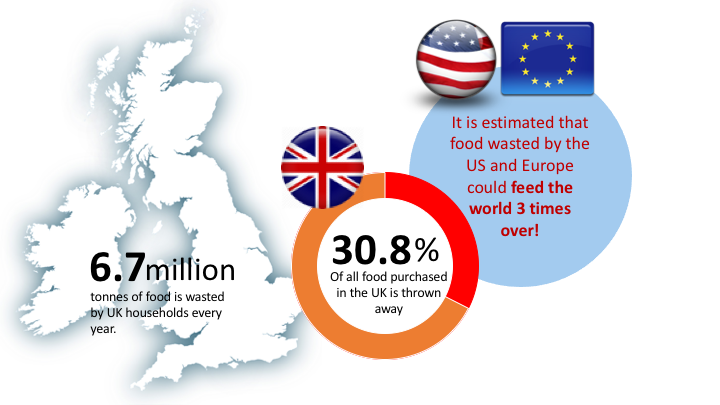 6.7million
tonnes of food is wasted
by UK households every
year.
30.8%
Of all food purchased
in the UK is thrown
away
It is estimated that
food wasted by the
US and Europe
could feed the
world 3 times
over!